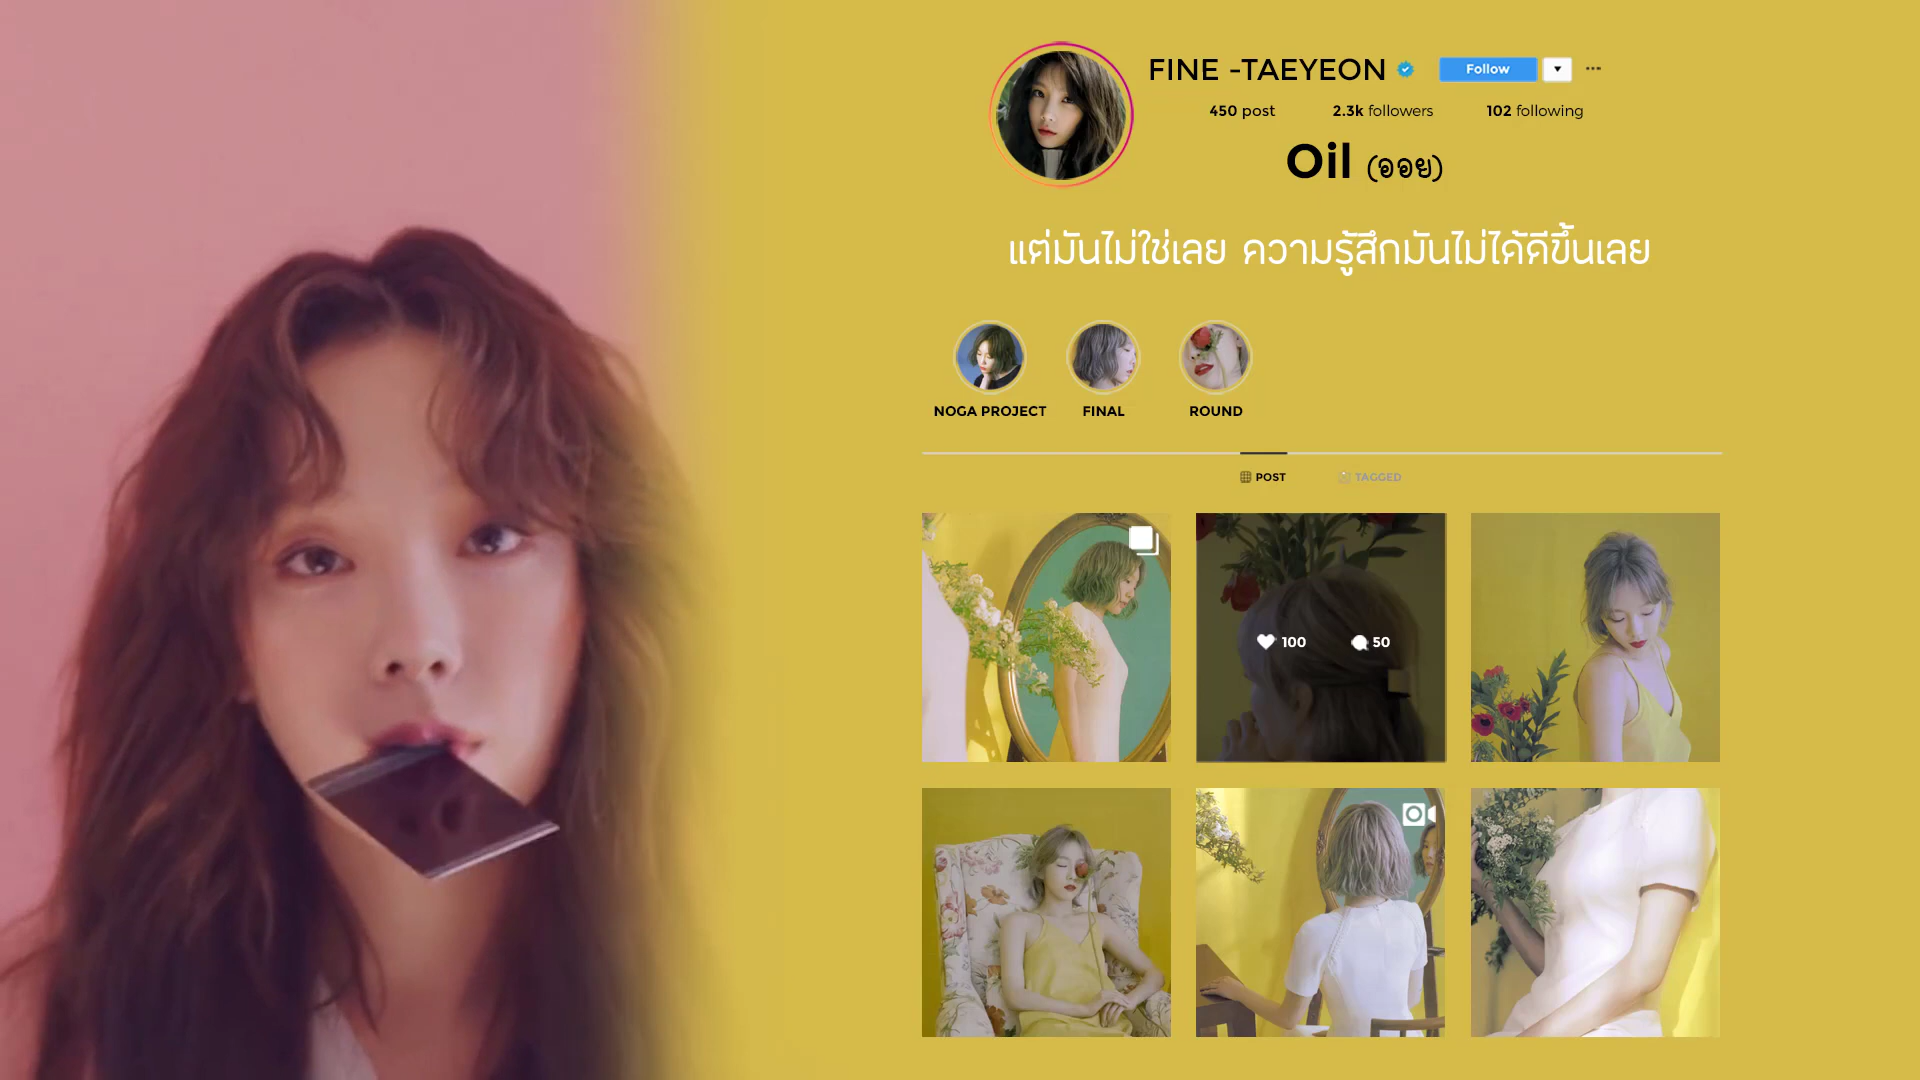 FINE -TAEYEON Follow
450 post 2.3k followers 102 following
Oil (ออย)
แต่มันไม่ใช่เลย ความรู้สึกมันไม่ได้ดีขึ้นเลย
NOGA PROJECT FINAL ROUND
POST TAGGED
100 50